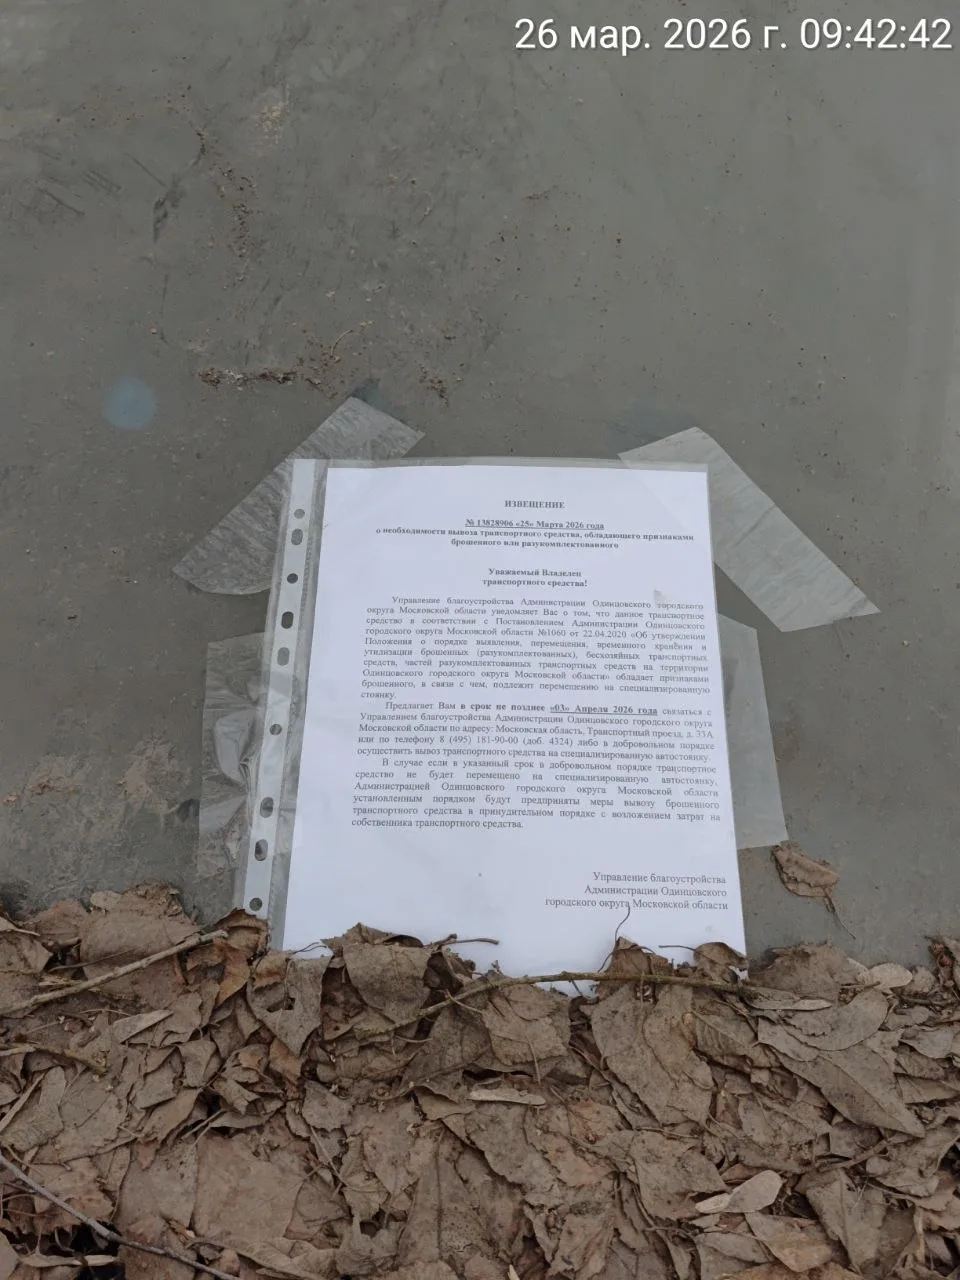 26 мар. 2026 г. 09:42:42
ИЗВЕЩЕНИЕ
№ 13828906 «25» Марта 2026 года
о необходимости вывоза транспортного средства, обладающего признаками
брошенного или разукомплектованного
Уважаемый Владелец
транспортного средства!
Управление благоустройства Администрации Одинцовского городского
округа Московской области уведомляет Вас о том, что данное транспортное
средство в соответствии с Постановлением Администрации Одинцовского
городского округа Московской области №1060 от 22.04.2020 «Об утверждении
Положения о порядке выявления, перемещения, временного хранения и
утилизации брошенных (разукомплектованных), бесхозяйных транспортных
средств, частей разукомплектованных транспортных средств на территории
Одинцовского городского округа Московской области» обладает признаками
брошенного, в связи с чем, подлежит перемещению на специализированную
стоянку.
Предлагает Вам в срок не позднее «03» Апреля 2026 года связаться с
Управлением благоустройства Администрации Одинцовского городского округа
Московской области по адресу: Московская область, Транспортный проезд, д. 33А
или по телефону 8 (495) 181-90-00 (доб. 4324) либо в добровольном порядке
осуществить вывоз транспортного средства на специализированную автостоянку.
В случае если в указанный срок в добровольном порядке транспортное
средство не будет перемещено на специализированную автостоянку,
Администрацией Одинцовского городского округа Московской области
установленным порядком будут предприняты меры вывозу брошенного
транспортного средства в принудительном порядке с возложением затрат на
собственника транспортного средства.
Управление благоустройства
Администрации Одинцовского
городского округа Московской области